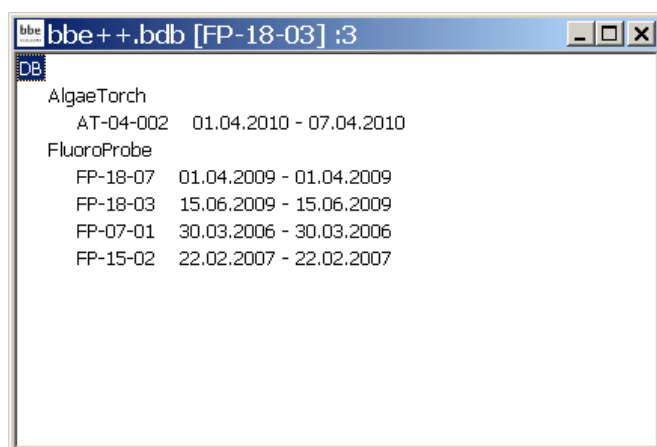 bbe bbe++.bdb [FP-18-03] :3
DB
AlgaeTorch
AT-04-002 01.04.2010 - 07.04.2010
FluoroProbe
FP-18-07 01.04.2009 - 01.04.2009
FP-18-03 15.06.2009 - 15.06.2009
FP-07-01 30.03.2006 - 30.03.2006
FP-15-02 22.02.2007 - 22.02.2007